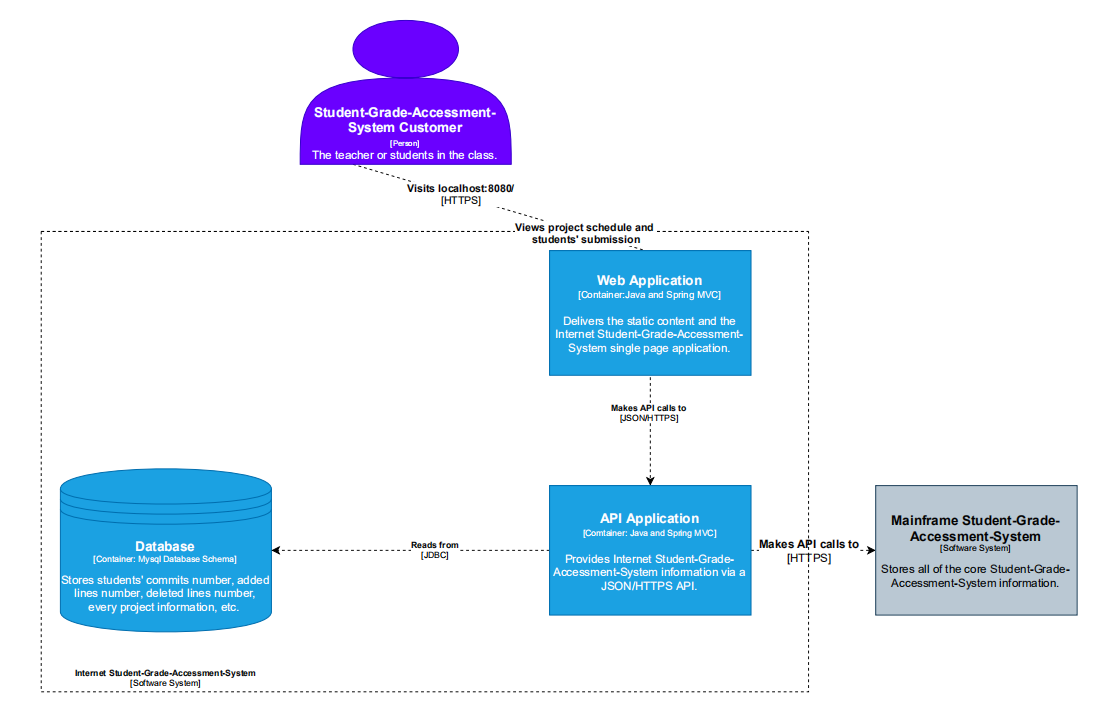 Student-Grade-Accessment-
System Customer
[Person]
The teacher or students in the class.
Visits localhost:8080/
[HTTPS]
Views project schedule and
students' submission
Web Application
[Container:Java and Spring MVC]
Delivers the static content and the
Internet Student-Grade-Accessment-
System single page application.
Makes API calls to
[JSON/HTTPS]
Database
[Container: Mysql Database Schema]
Stores students' commits number, added
lines number, deleted lines number,
every project information, etc.
Reads from
[JDBC]
API Application
[Container: Java and Spring MVC]
Provides Internet Student-Grade-
Accessment-System information via a
JSON/HTTPS API.
Makes API calls to
[HTTPS]
Mainframe Student-Grade-
Accessment-System
[Software System]
Stores all of the core Student-Grade-
Accessment-System information.
Internet Student-Grade-Accessment-System
[Software System]